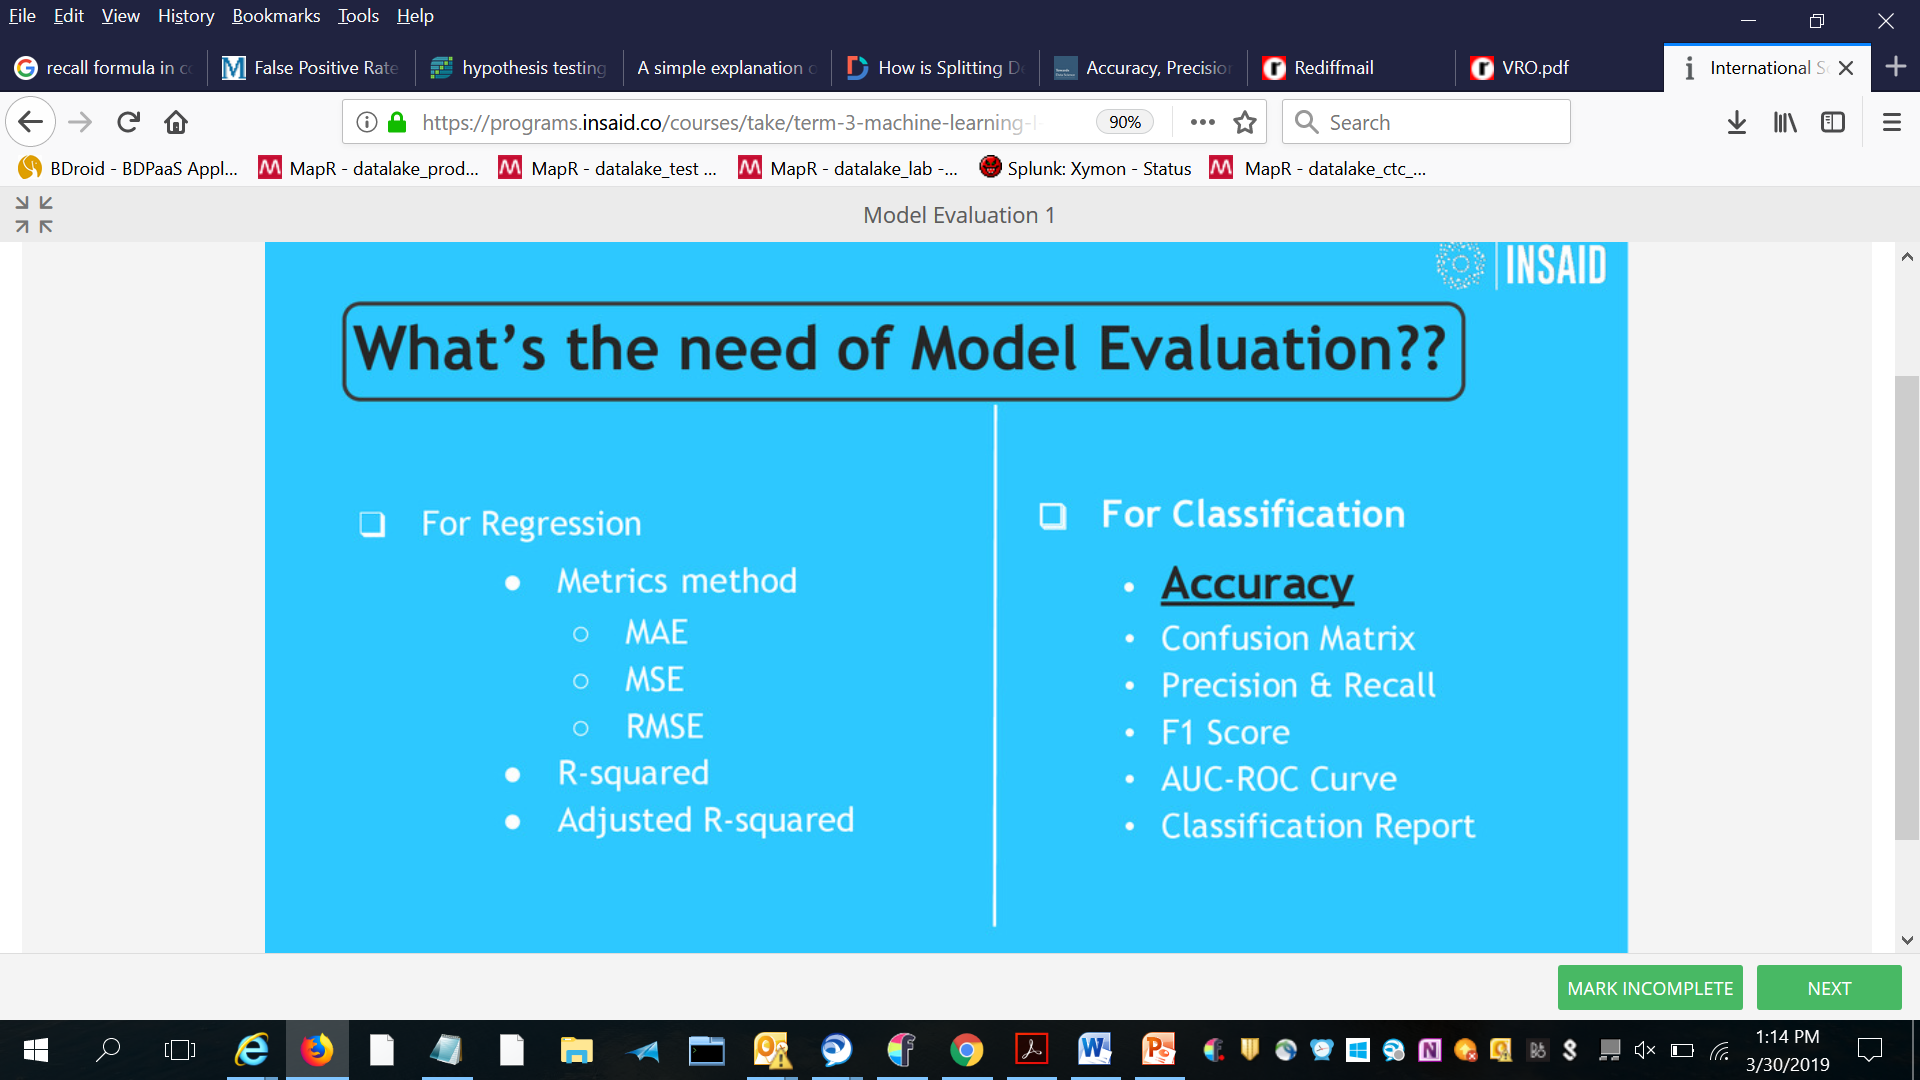 File Edit View History Bookmarks Tools Help
recall formula in co
False Positive Rate
hypothesis testing
A simple explanation o
How is Splitting De
Accuracy, Precision
Rediffmail
VRO.pdf
International Sc
https://programs.insaid.co/courses/take/term-3-machine-learning-l
90%
Search
BDroid - BDPaaS Appl...
MapR - datalake_prod...
MapR - datalake_test ...
MapR - datalake_lab -...
Splunk: Xymon - Status
MapR - datalake_ctc_...
Model Evaluation 1
INSAID
What's the need of Model Evaluation??
For Regression
Metrics method
MAE
MSE
RMSE
R-squared
Adjusted R-squared
For Classification
Accuracy
Confusion Matrix
Precision & Recall
F1 Score
AUC-ROC Curve
Classification Report
MARK INCOMPLETE
NEXT
1:14 PM
3/30/2019